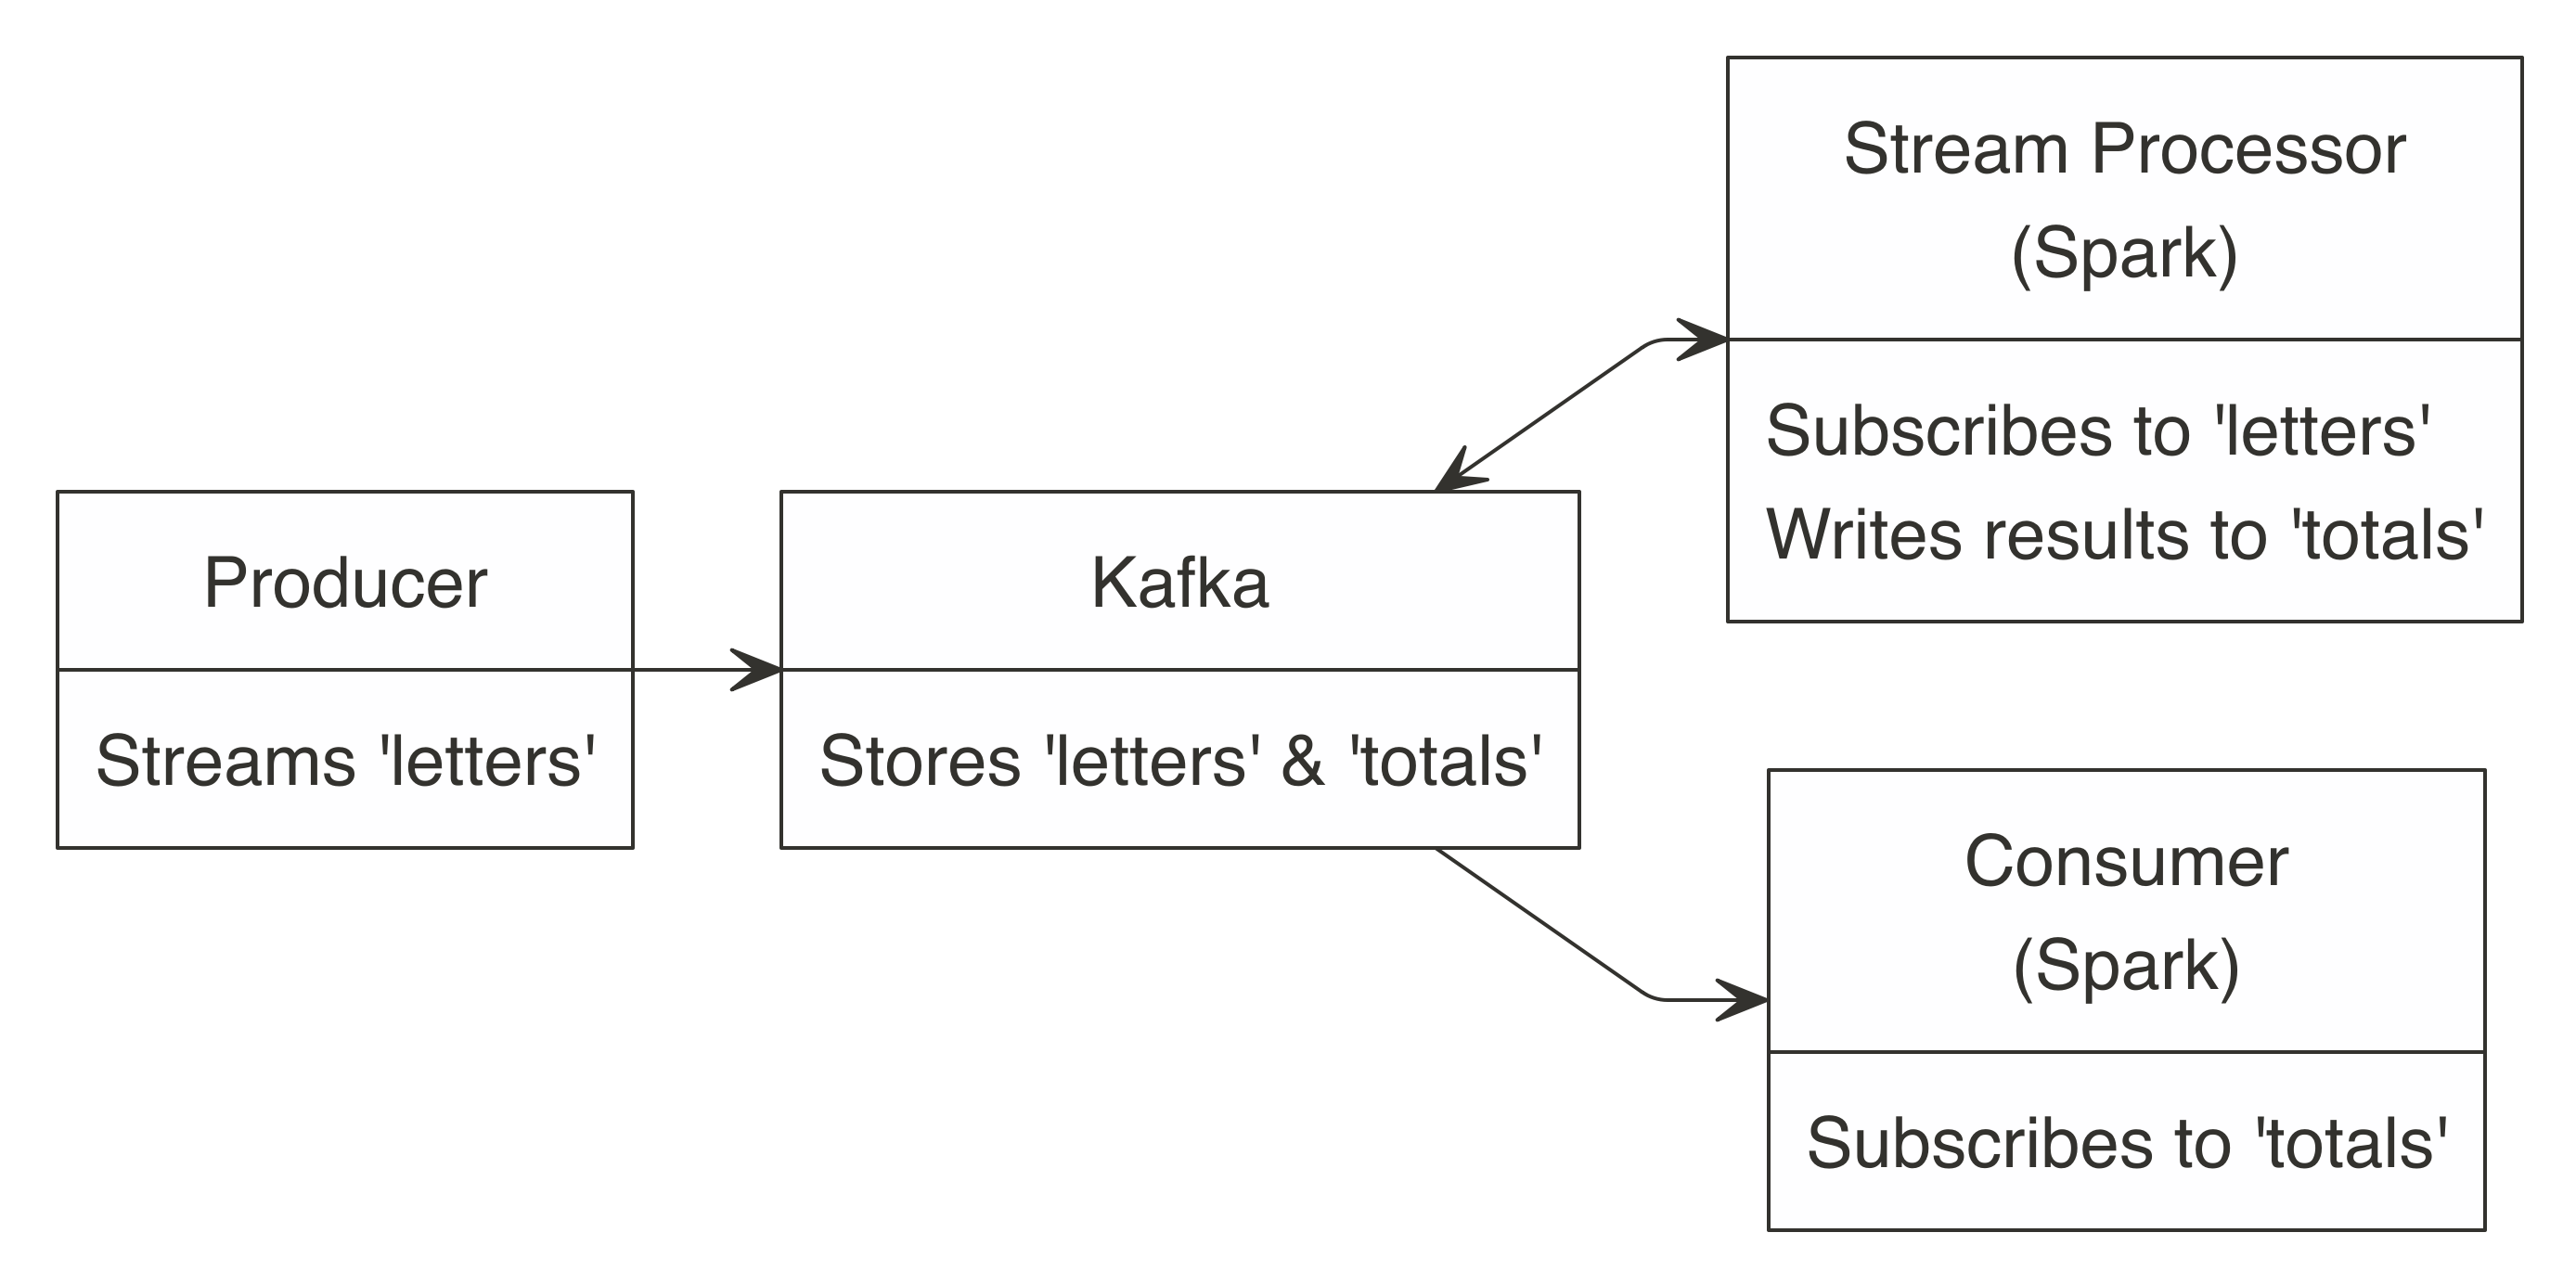 Producer
Streams 'letters'
Kafka
Stores 'letters' & 'totals'
Stream Processor
(Spark)
Subscribes to 'letters'
Writes results to 'totals'
Consumer
(Spark)
Subscribes to 'totals'